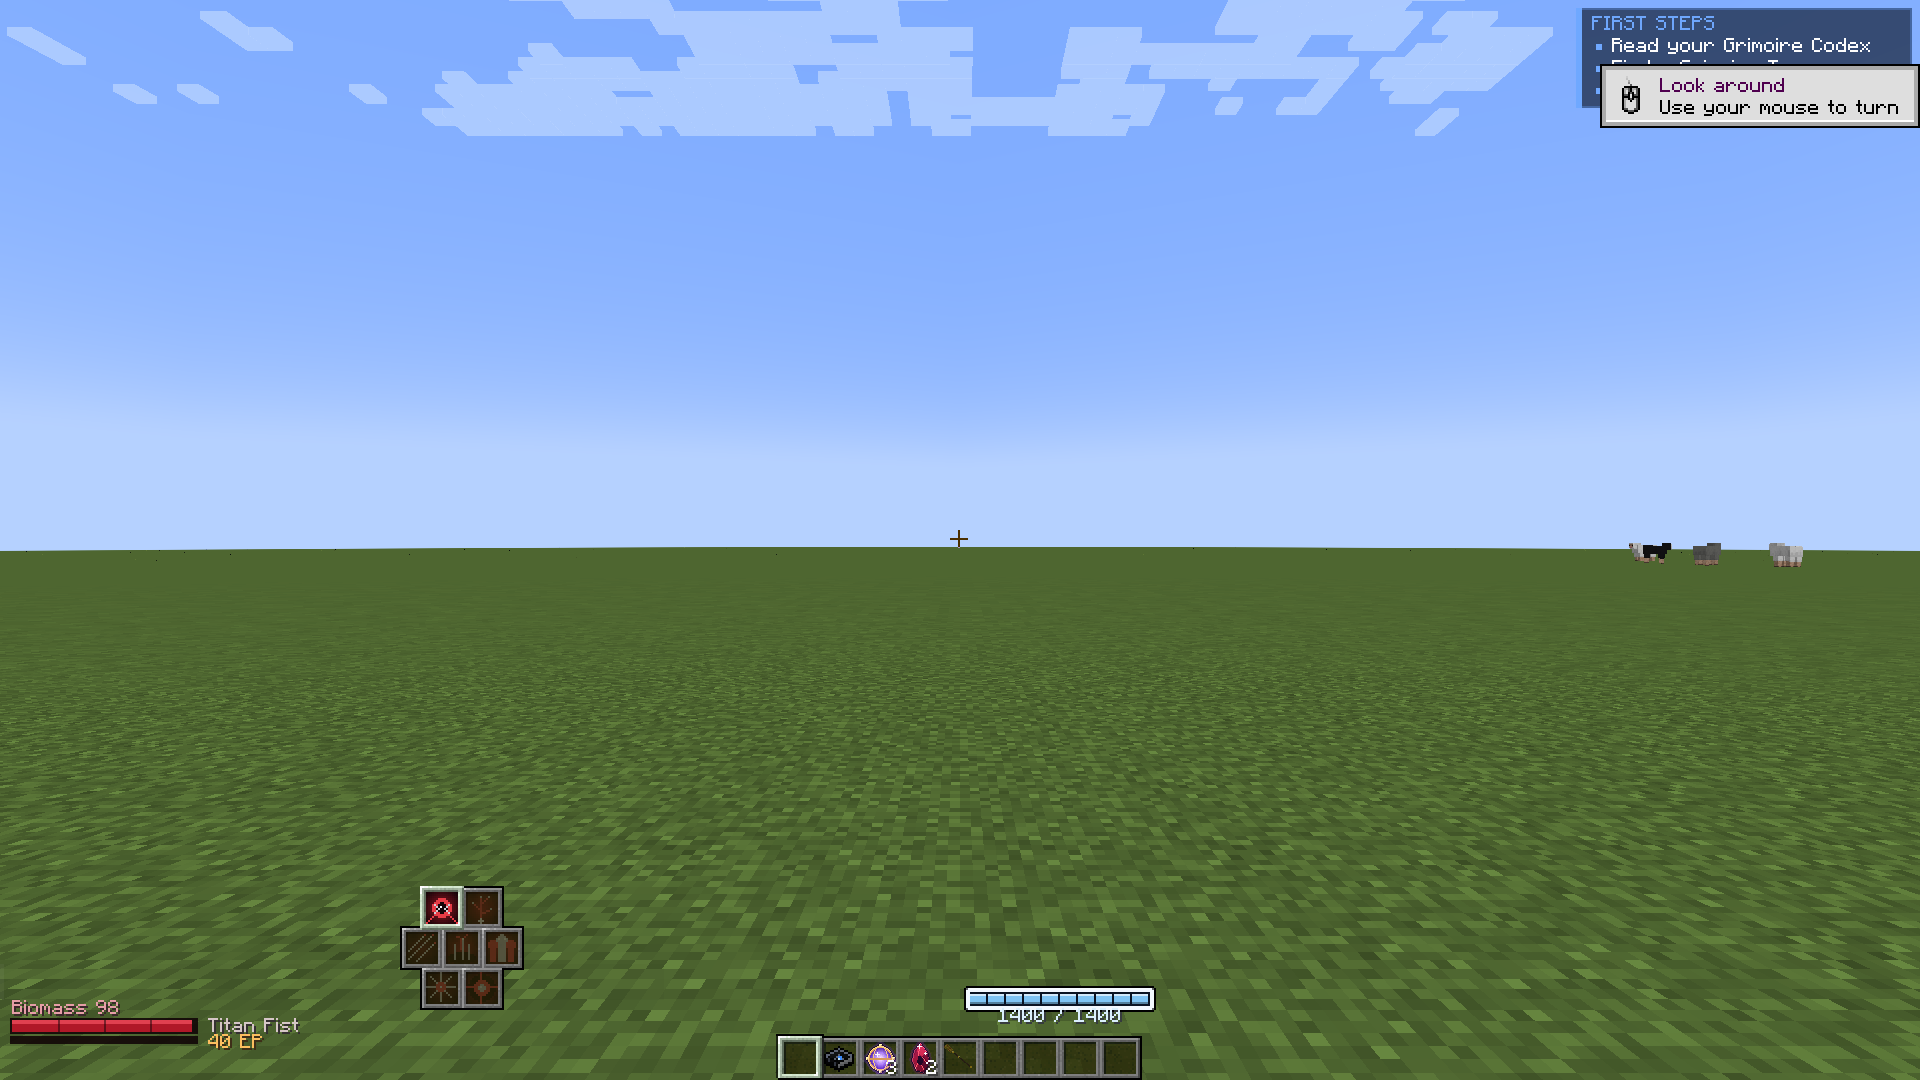 FIRST STEPS
Read your Grimoire Codex
Look around
Use your mouse to turn
Biomass 98
Titan Fist
40 EP
1400 / 1400
3
2